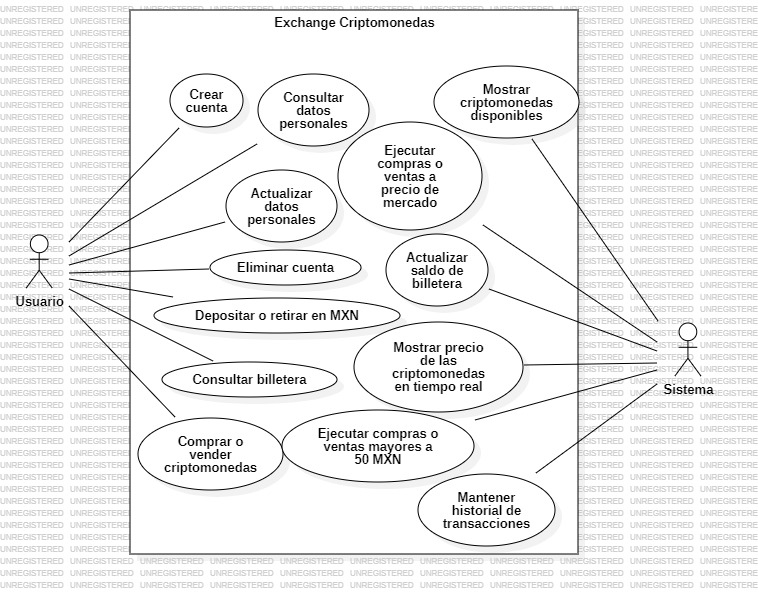 Exchange Criptomonedas
Crear
cuenta
Consultar
datos
personales
Mostrar
criptomonedas
disponibles
Ejecutar
compras o
ventas a
precio de
mercado
Actualizar
datos
personales
Eliminar cuenta
Actualizar
saldo de
billetera
Usuario
Depositar o retirar en MXN
Mostrar precio
de las
criptomonedas
en tiempo real
Sistema
Consultar billetera
Comprar o
vender
criptomonedas
Ejecutar compras o
ventas mayores a
50 MXN
Mantener
historial de
transacciones
UNREGISTERED